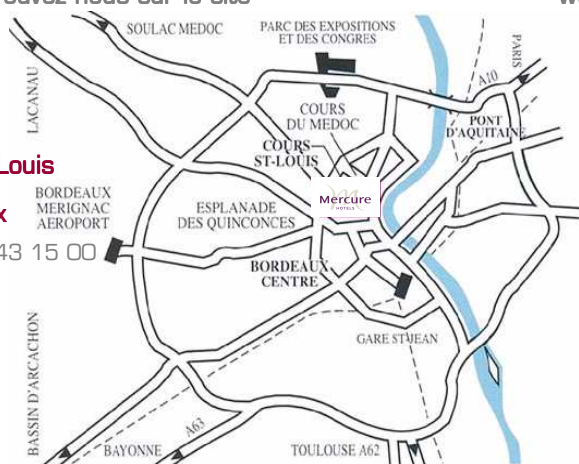 SOULAC MEDOC
PARC DES EXPOSITIONS
ET DES CONGRES
PARIS
A10
LACANAU
COURS
DU MEDOC
PONT
D'AQUITAINE
COURS
ST-LOUIS
Louis
Mercure
HOTELS
BORDEAUX
MERIGNAC
AEROPORT
ESPLANADE
DES QUINCONCES
43 15 00
BORDEAUX
CENTRE
GARE ST JEAN
BASSIN D'ARCACHON
A63
BAYONNE
TOULOUSE A62